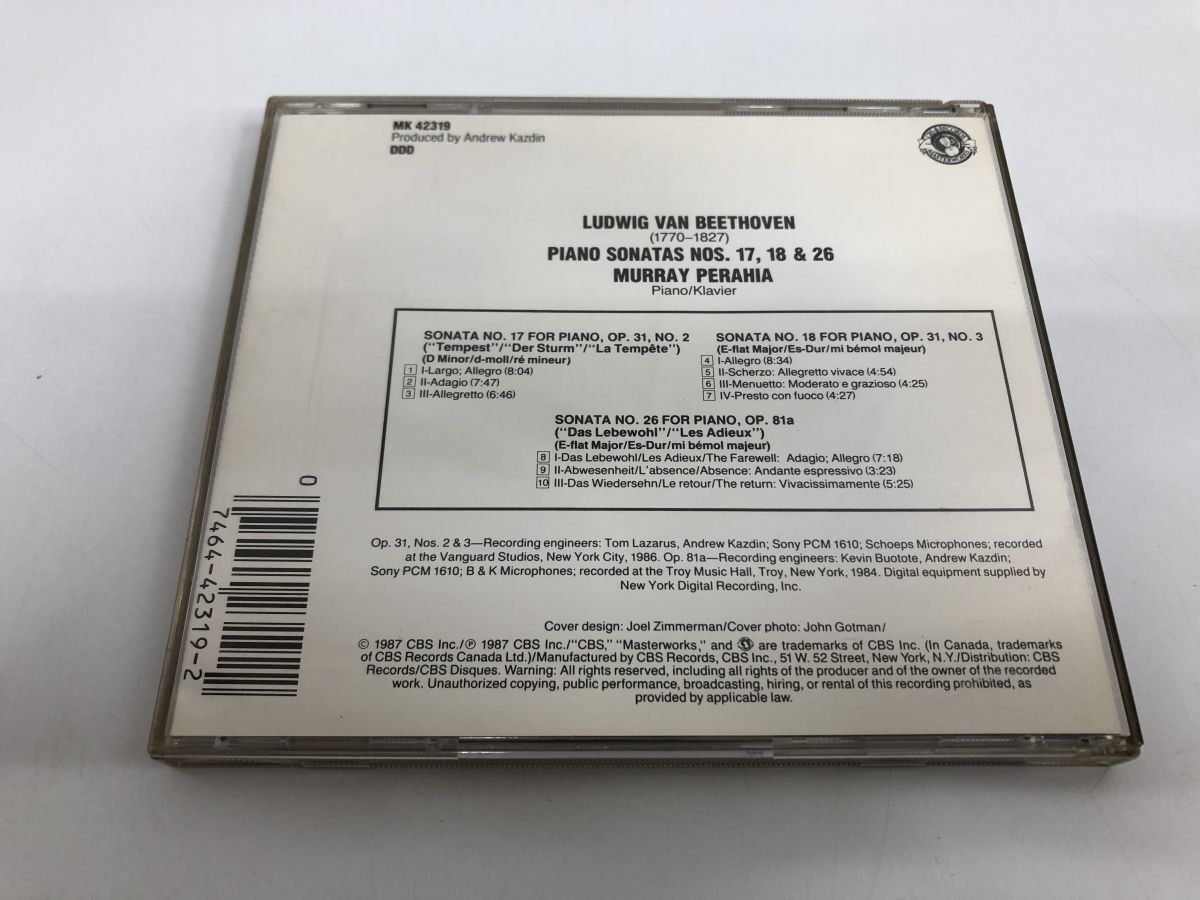 MK 42319
Produced by Andrew Kazdin
DDD
CBS RECORDS
MASTERWORKS
LUDWIG VAN BEETHOVEN
(1770–1827)
PIANO SONATAS NOS. 17, 18 & 26
MURRAY PERAHIA
Piano/Klavier
SONATA NO. 17 FOR PIANO, OP. 31, NO. 2
("Tempest"/"Der Sturm"/"La Tempête")
(D Minor/d-moll/ré mineur)
1 I-Largo; Allegro (8:04)
2 II-Adagio (7:47)
3 III-Allegretto (6:46)
SONATA NO. 18 FOR PIANO, OP. 31, NO. 3
(E-flat Major/Es-Dur/mi bémol majeur)
4 I-Allegro (8:34)
5 II-Scherzo: Allegretto vivace (4:54)
6 III-Menuetto: Moderato e grazioso (4:25)
7 IV-Presto con fuoco (4:27)
SONATA NO. 26 FOR PIANO, OP. 81a
("Das Lebewohl"/"Les Adieux")
(E-flat Major/Es-Dur/mi bémol majeur)
8 I-Das Lebewohl/Les Adieux/The Farewell: Adagio; Allegro (7:18)
9 II-Abwesenheit/L'absence/Absence: Andante espressivo (3:23)
10 III-Das Wiedersehn/Le retour/The return: Vivacissimamente (5:25)
0
7464-42319-2
Op. 31, Nos. 2 & 3—Recording engineers: Tom Lazarus, Andrew Kazdin; Sony PCM 1610; Schoeps Microphones; recorded
at the Vanguard Studios, New York City, 1986. Op. 81a—Recording engineers: Kevin Buotote, Andrew Kazdin;
Sony PCM 1610; B & K Microphones; recorded at the Troy Music Hall, Troy, New York, 1984. Digital equipment supplied by
New York Digital Recording, Inc.
Cover design: Joel Zimmerman/Cover photo: John Gotman/
© 1987 CBS Inc./℗ 1987 CBS Inc./"CBS," "Masterworks," and are trademarks of CBS Inc. (In Canada, trademarks
of CBS Records Canada Ltd.)/Manufactured by CBS Records, CBS Inc., 51 W. 52 Street, New York, N.Y./Distribution: CBS
Records/CBS Disques. Warning: All rights reserved, including all rights of the producer and of the owner of the recorded
work. Unauthorized copying, public performance, broadcasting, hiring, or rental of this recording prohibited, as
provided by applicable law.